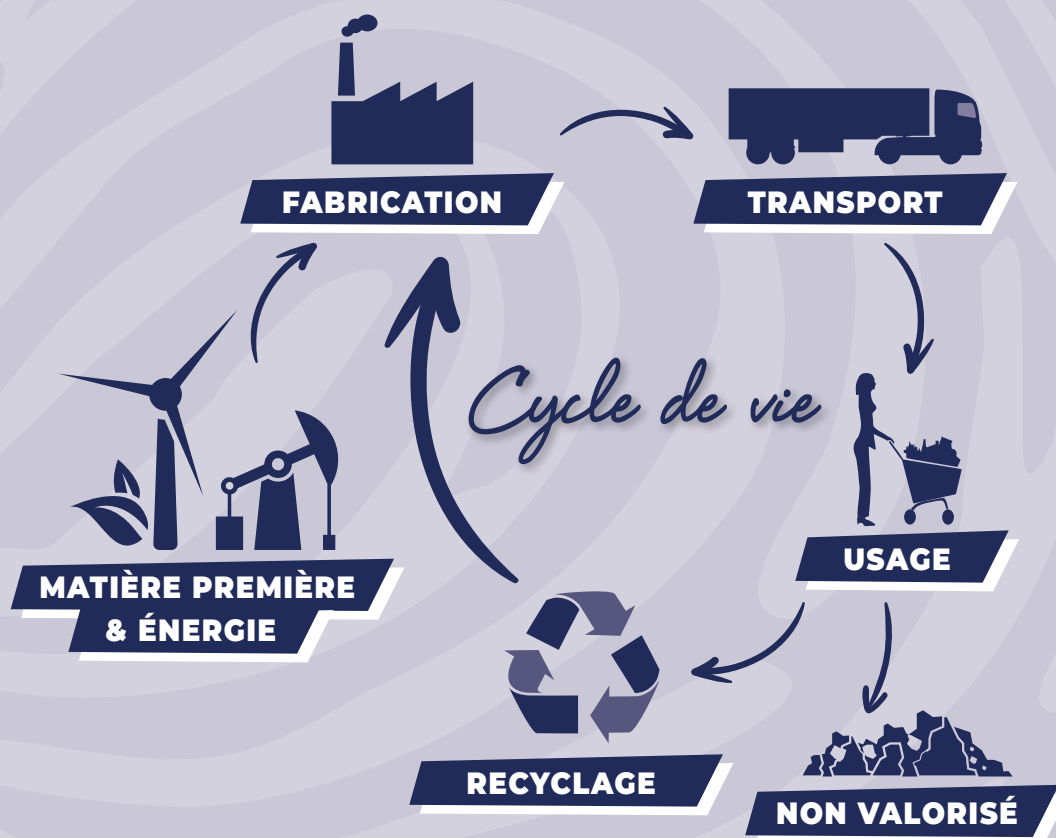 FABRICATION
TRANSPORT
Cycle de vie
USAGE
MATIÈRE PREMIÈRE
& ÉNERGIE
RECYCLAGE
NON VALORISÉ